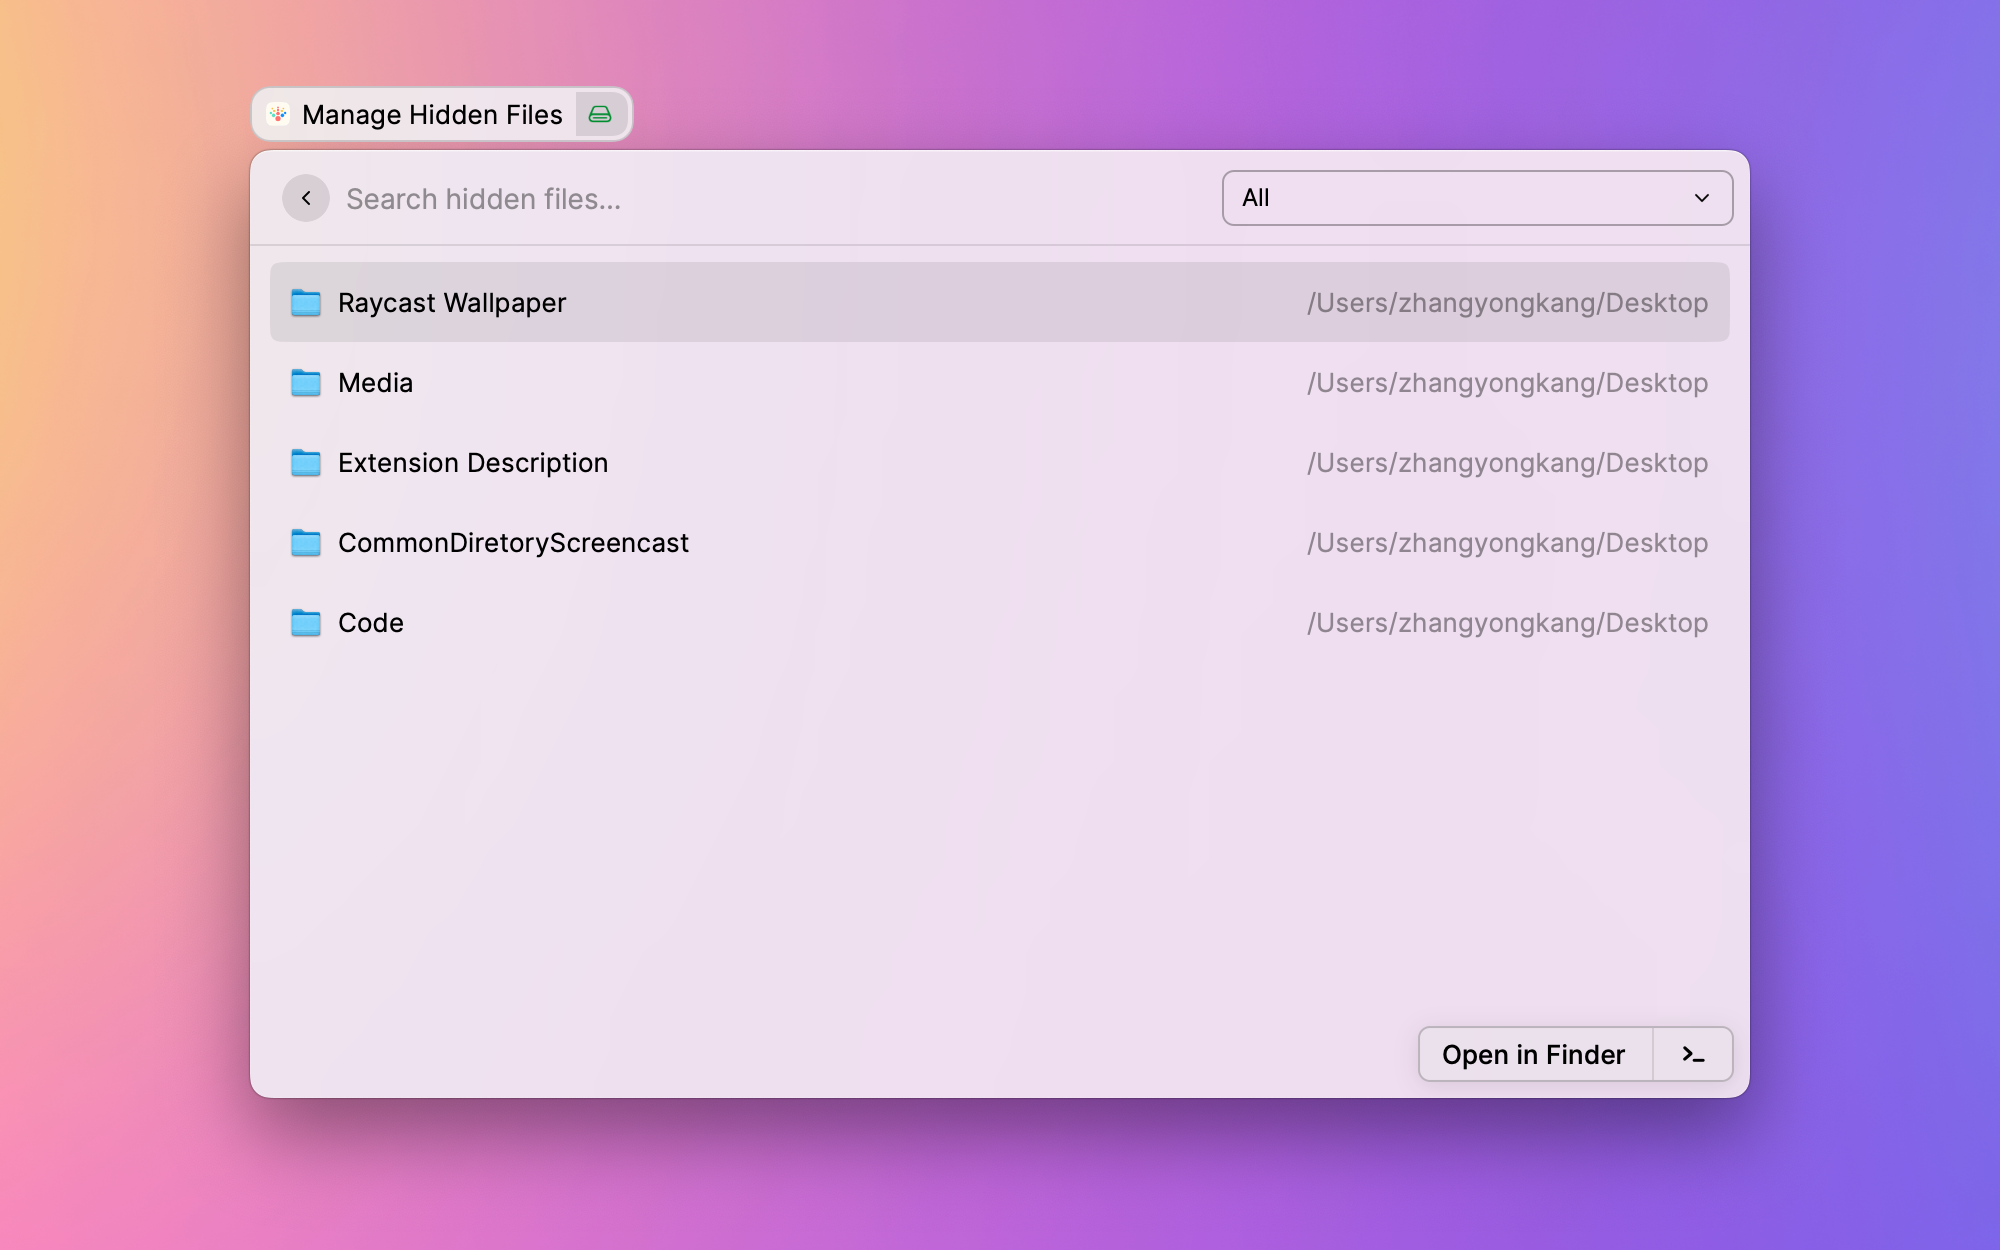 Manage Hidden Files
Search hidden files...
All
Raycast Wallpaper /Users/zhangyongkang/Desktop
Media /Users/zhangyongkang/Desktop
Extension Description /Users/zhangyongkang/Desktop
CommonDiretoryScreencast /Users/zhangyongkang/Desktop
Code /Users/zhangyongkang/Desktop
Open in Finder